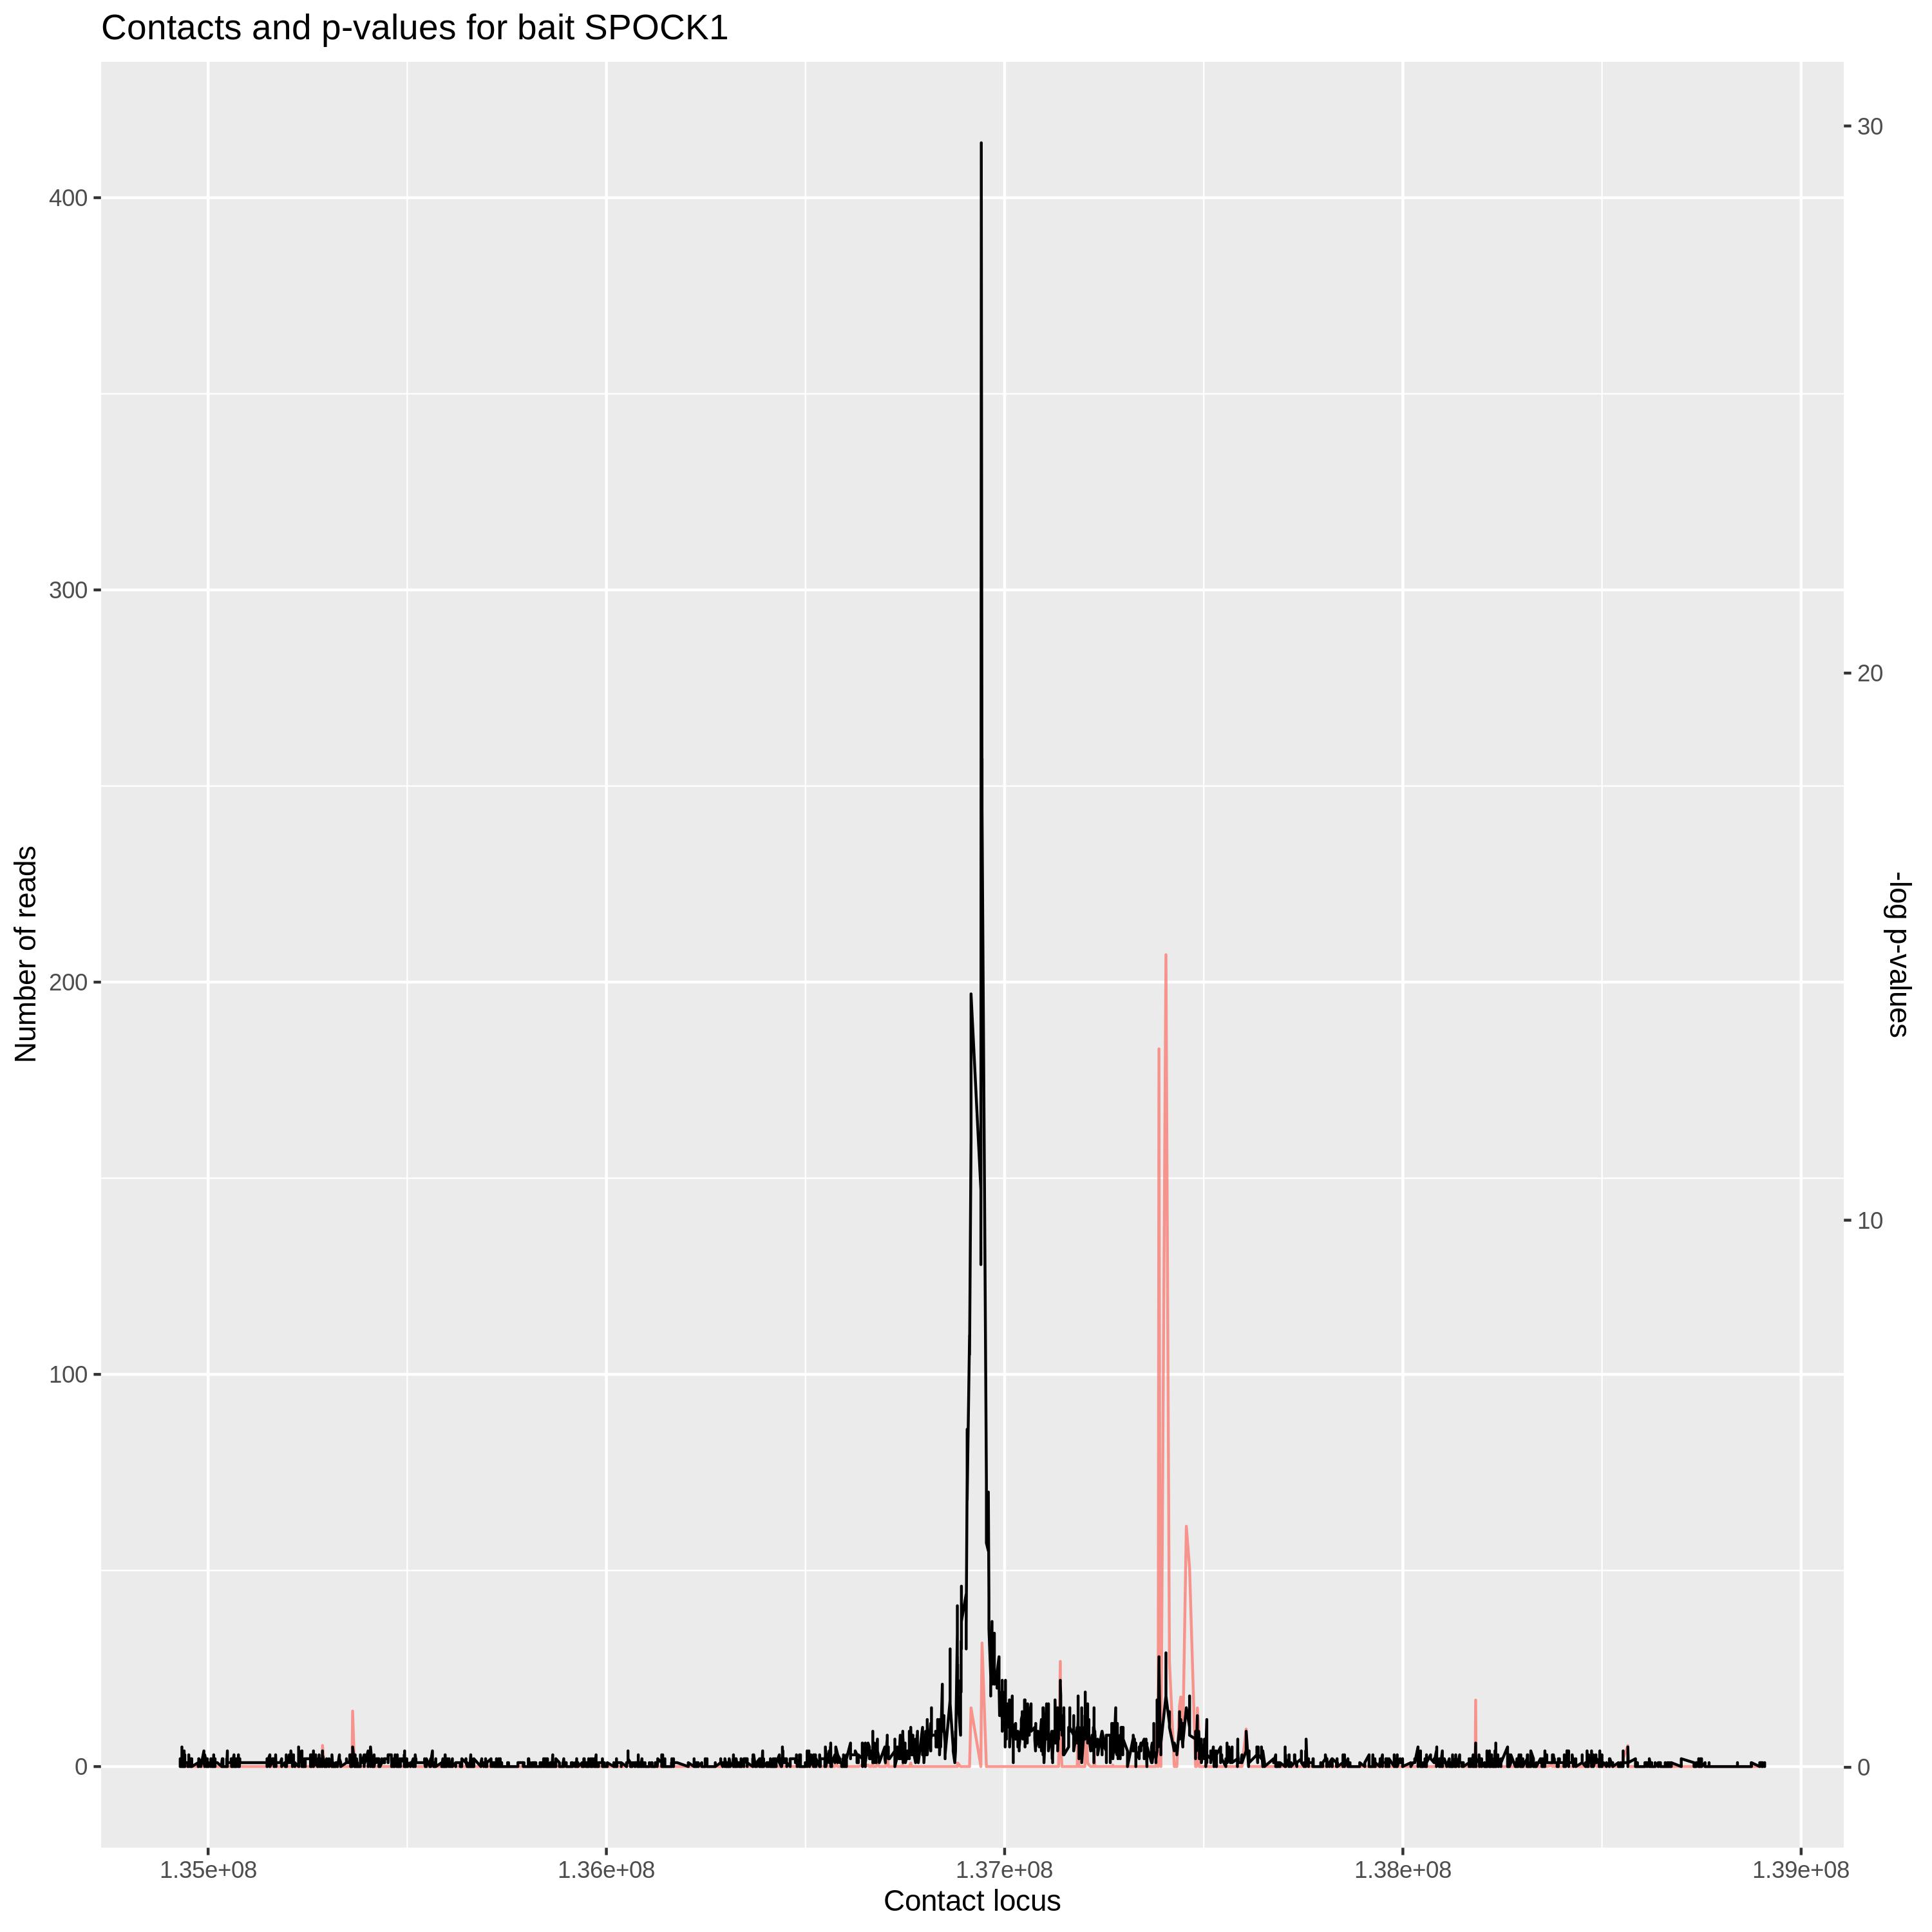 Contacts and p-values for bait SPOCK1
400
300
200
100
0
Number of reads
30
20
10
0
-log p-values
1.35e+08
1.36e+08
1.37e+08
1.38e+08
1.39e+08
Contact locus